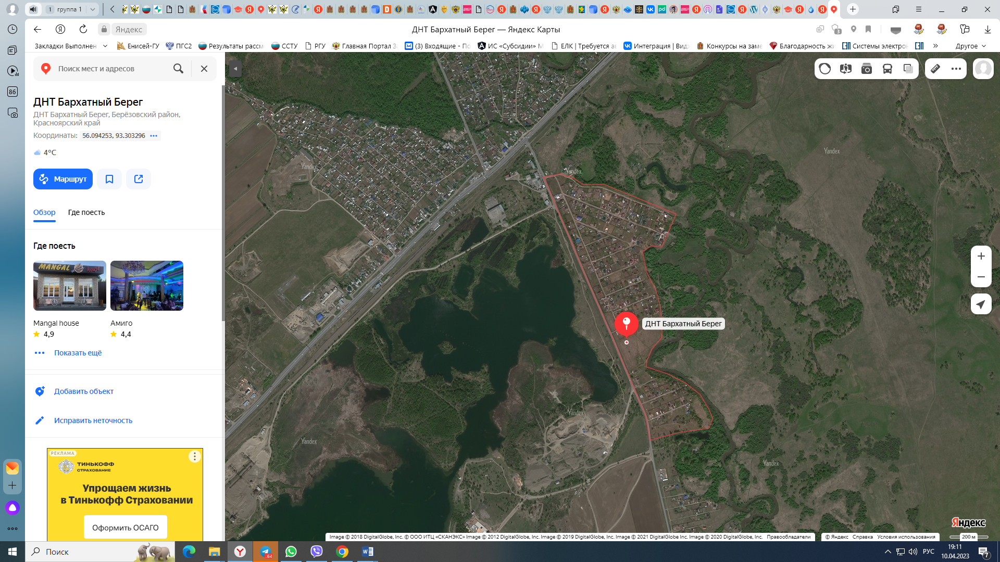 1 группа 1
Яндекс
ДНТ Бархатный Берег — Яндекс Карты
3
Закладки Выполнен
Енисей-ГУ
ПГС2
Результаты рассм
ССТУ
РГУ
Главная Портал
ЕЛК | Требуется
(3) Входящие - По
ИС «Субсидии» М
Интеграция | Вид
Конкурсы на заме
Благодарность жи
Системы электрон
Другое
86
Поиск мест и адресов
ДНТ Бархатный Берег
ДНТ Бархатный Берег, Берёзовский район,
Красноярский край
Координаты: 56.094253, 93.303296
4°C
Маршрут
Обзор
Где поесть
Где поесть
MANGAL house
Mangal house
4,9
Амиго
4,4
Показать ещё
Добавить объект
Исправить неточность
РЕКЛАМА
ТИНЬКОФФ
СТРАХОВАНИЕ
Упрощаем жизнь
в Тинькофф Страховании
Оформить ОСАГО
Yandex
Yandex
Yandex
ДНТ Бархатный Берег
Yandex
Yandex
Yandex
Яндекс
Image © 2018 DigitalGlobe, Inc. © ООО ИТЦ «СКАНЭКС» Image © 2012 DigitalGlobe, Inc. Image © 2019 DigitalGlobe, Inc. Image © 2021 DigitalGlobe Inc. Image © 2020 DigitalGlobe, Inc. Правообладатели
© Яндекс Справка Условия использования
200 м
Поиск
64
РУС
19:11
10.04.2023
7